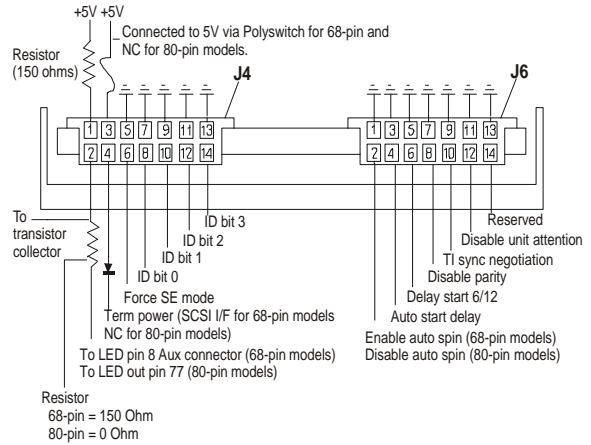 +5V +5V
Connected to 5V via Polyswitch for 68-pin and
NC for 80-pin models.
Resistor
(150 ohms)
J4
J6
1 3 5 7 9 11 13
2 4 6 8 10 12 14
1 3 5 7 9 11 13
2 4 6 8 10 12 14
To
transistor
collector
ID bit 3
ID bit 2
ID bit 1
ID bit 0
Force SE mode
Term power (SCSI I/F for 68-pin models
NC for 80-pin models)
To LED pin 8 Aux connector (68-pin models)
To LED out pin 77 (80-pin models)
Resistor
68-pin = 150 Ohm
80-pin = 0 Ohm
Reserved
Disable unit attention
TI sync negotiation
Disable parity
Delay start 6/12
Auto start delay
Enable auto spin (68-pin models)
Disable auto spin (80-pin models)